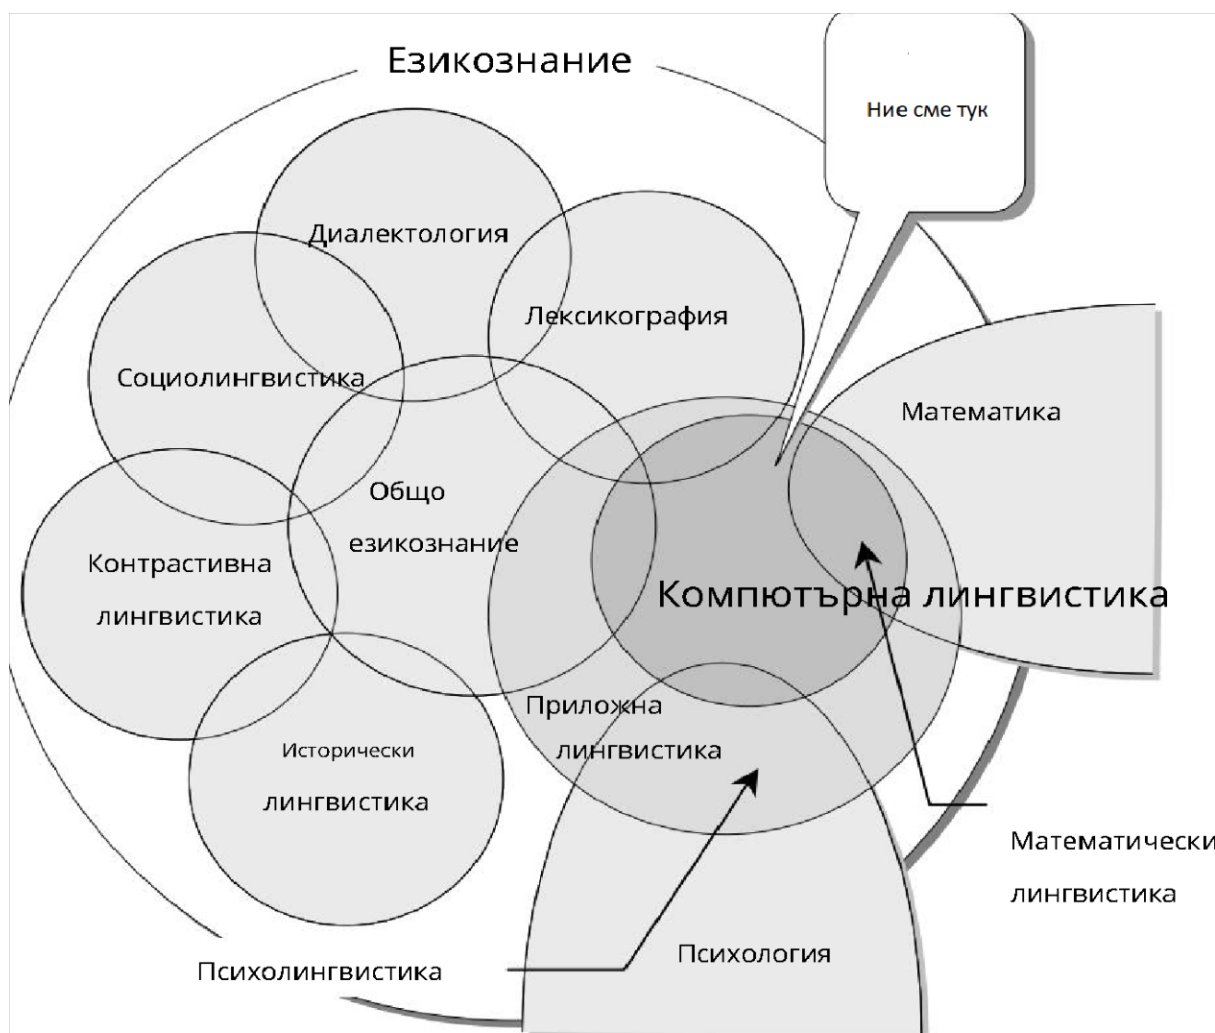 Езикознание
Ние сме тук
Диалектология
Лексикография
Социолингвистика
Математика
Общо
езикознание
Контрастивна
лингвистика
Компютърна лингвистика
Приложна
лингвистика
Исторически
лингвистика
Математически
лингвистика
Психология
Психолингвистика